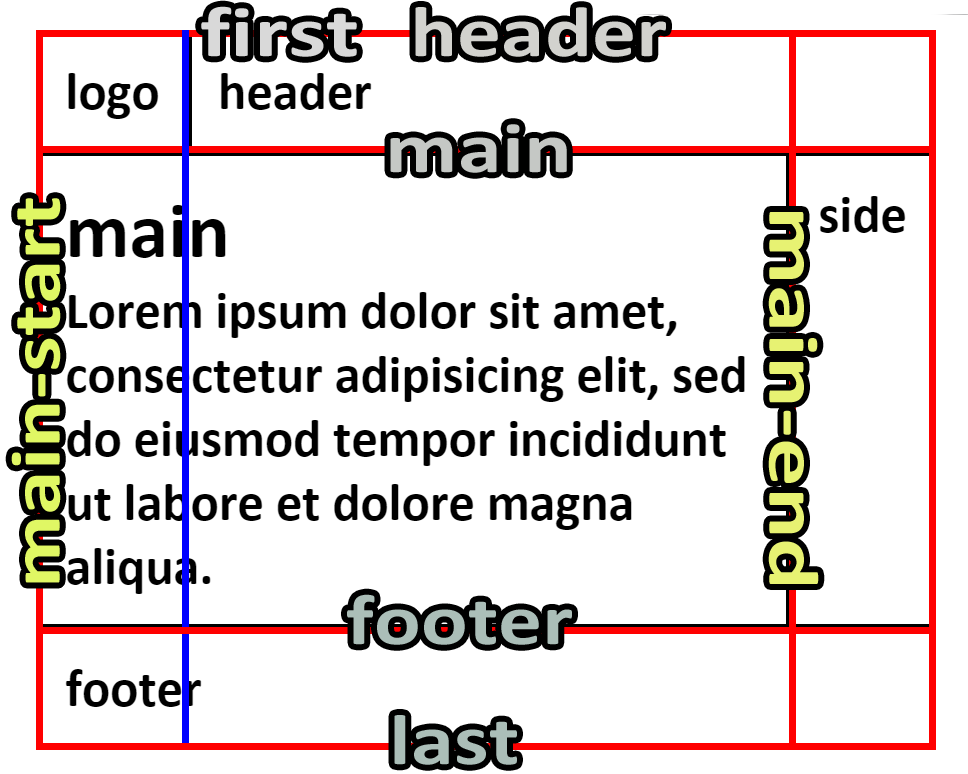 first header
logo header
main
main-start
main
Lorem ipsum dolor sit amet,
consectetur adipisicing elit, sed
do eiusmod tempor incididunt
ut labore et dolore magna
aliqua.
main-end
side
footer
footer
last